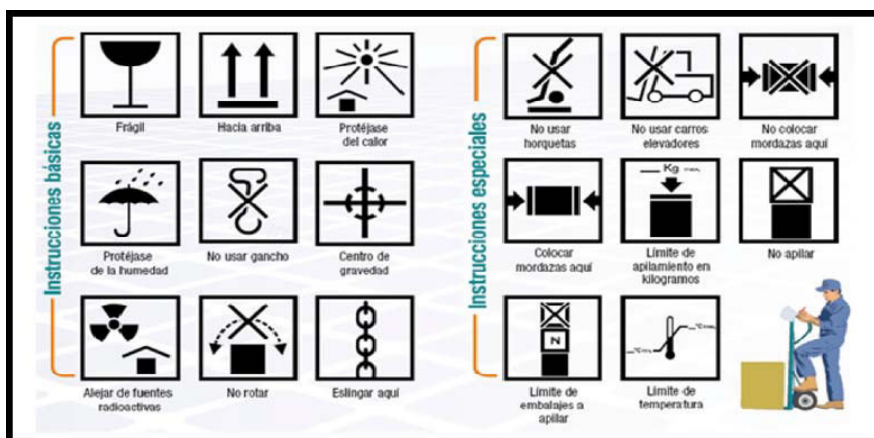 Instrucciones básicas
Frágil
Hacia arriba
Protéjase
del calor
Protéjase
de la humedad
No usar gancho
Centro de
gravedad
Alejar de fuentes
radioactivas
No rotar
Eslingar aquí
Instrucciones especiales
No usar
horquetas
No usar carros
elevadores
No colocar
mordazas aquí
Kg
Colocar
mordazas aquí
Límite de
apilamiento en
kilogramos
No apilar
N
Límite de
embalajes a
apilar
Límite de
temperatura